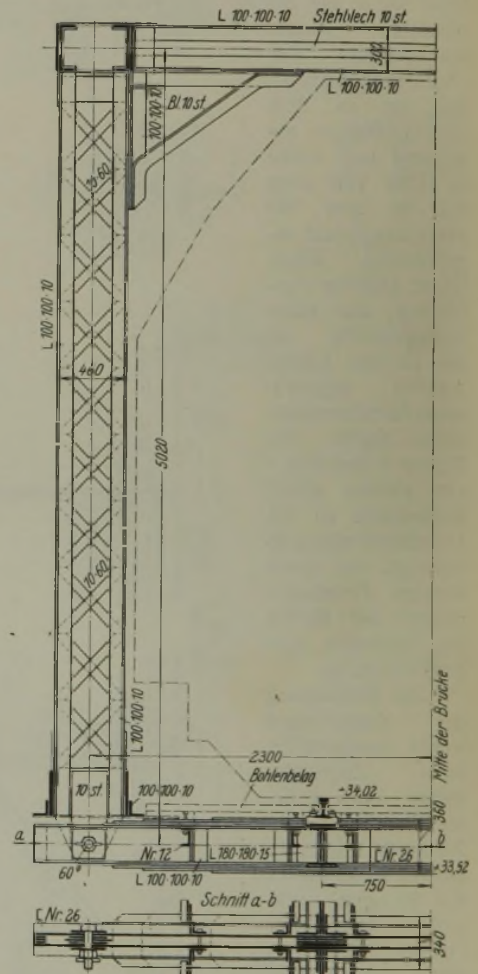 L 100·100·10
Stehblech 10 st.
300
L 100·100·10
Bl. 10 st.
100·100·10
10·60
L 100·100·10
460
5020
10·60
L 100·100·10
Mitte der Brücke
2300
Bohlenbelag
10 st.
100·100·10
+34,02
360
a
b
Nr. 12
L 180·180·15
[ Nr. 26
60⌀
+33,52
L 100·100·10
750
Schnitt a-b
[ Nr. 26
340